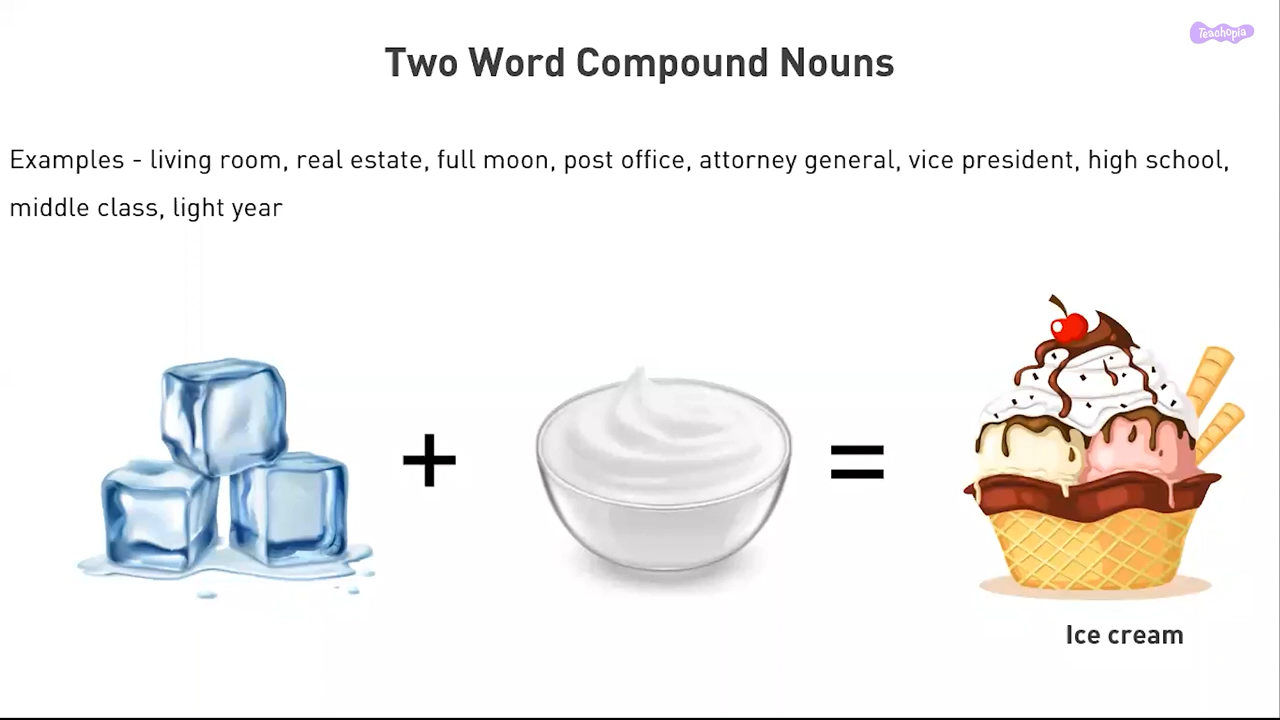 Teachopia
Two Word Compound Nouns
Examples - living room, real estate, full moon, post office, attorney general, vice president, high school,
middle class, light year
+
=
Ice cream